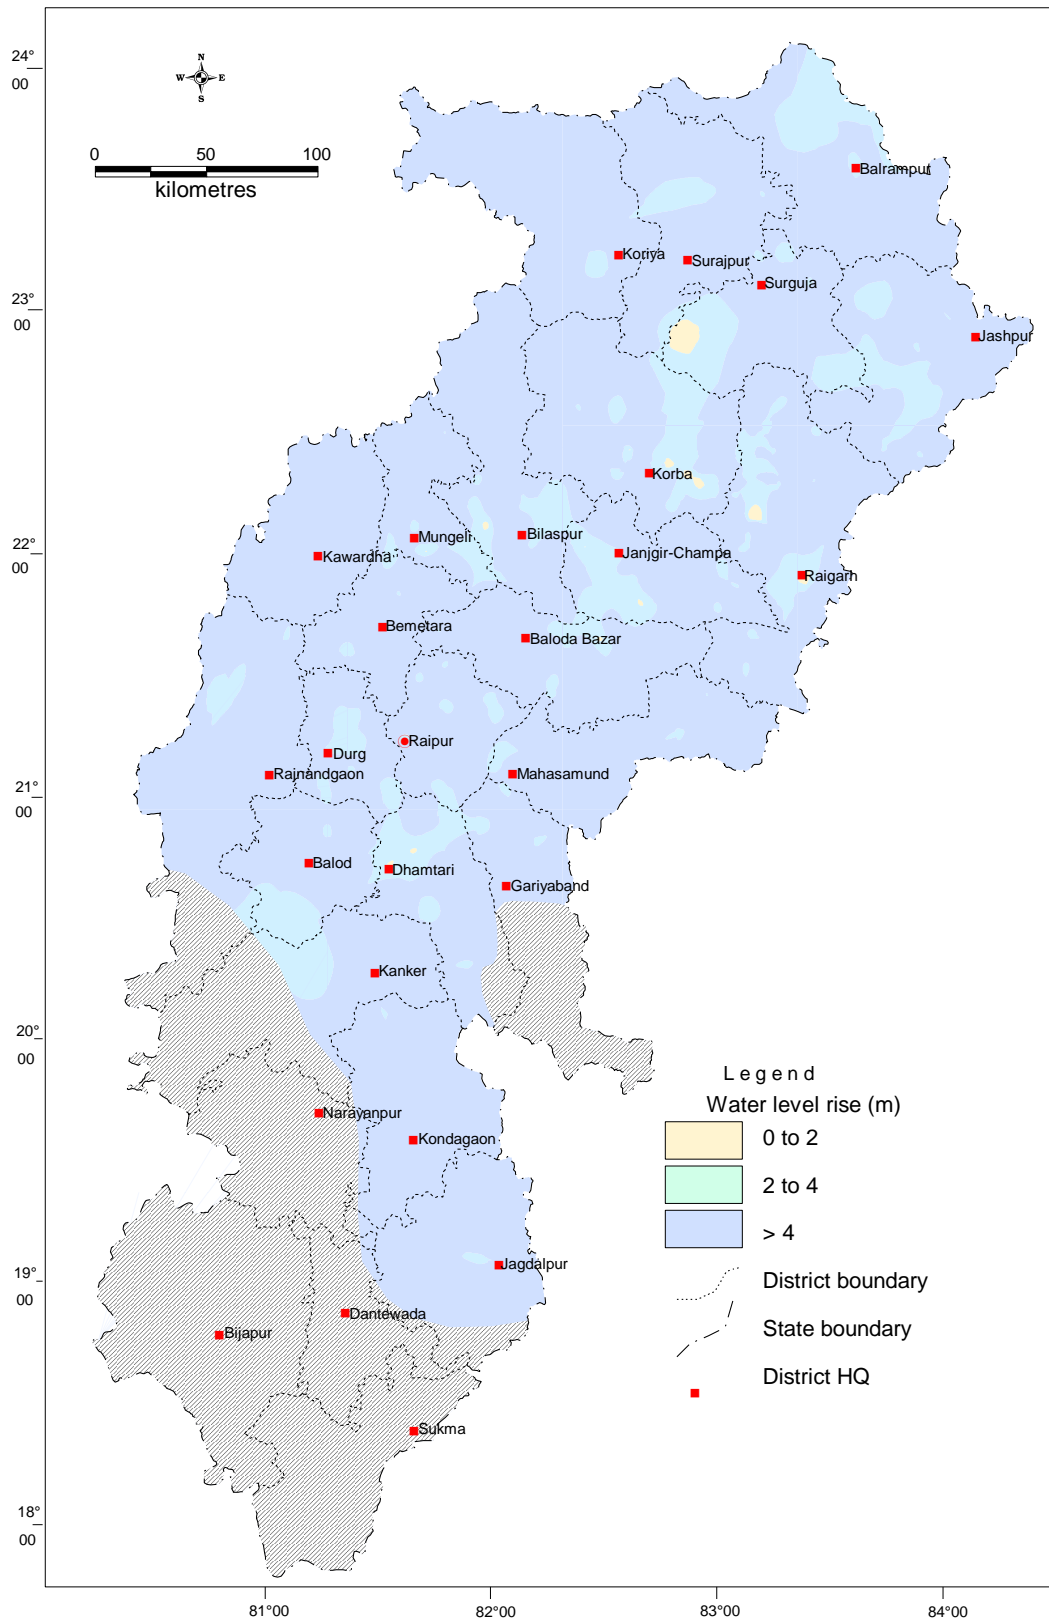 24°
00
N
W
E
S
0
50
100
kilometres
Balrampur
Koriya
Surajpur
Surguja
23°
00
Jashpur
Korba
Mungeli
Bilaspur
Janjgir-Champa
22°
00
Kawardha
Raigarh
Bemetara
Baloda Bazar
Raipur
Durg
Rajnandgaon
Mahasamund
21°
00
Balod
Dhamtari
Gariyaband
Kanker
20°
00
Legend
Water level rise (m)
Narayanpur
Kondagaon
0 to 2
2 to 4
> 4
Jagdalpur
19°
00
District boundary
Dantewada
Bijapur
State boundary
District HQ
Sukma
18°
00
81°00
82°00
83°00
84°00